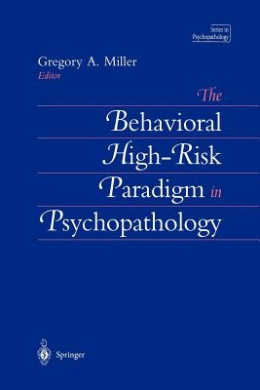 Series in
Psychopathology
Gregory A. Miller
Editor
The
Behavioral
High-Risk
Paradigm in
Psychopathology
Springer